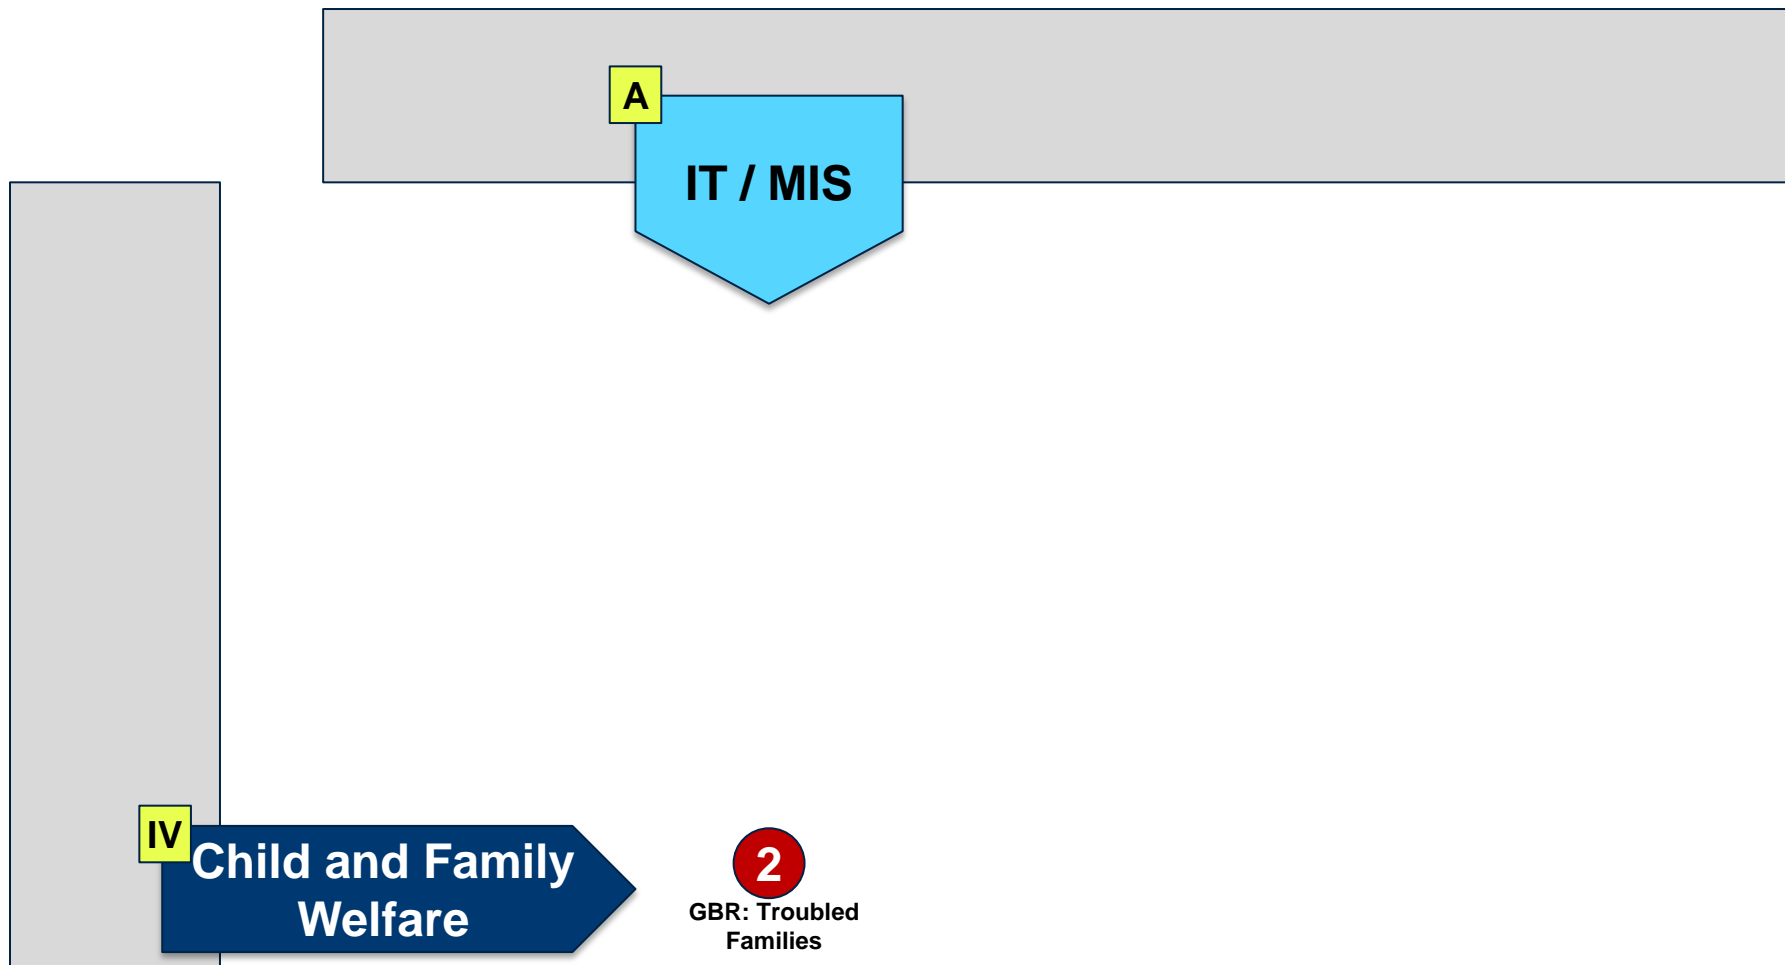 A
IT / MIS
IV
Child and Family
Welfare
2
GBR: Troubled
Families